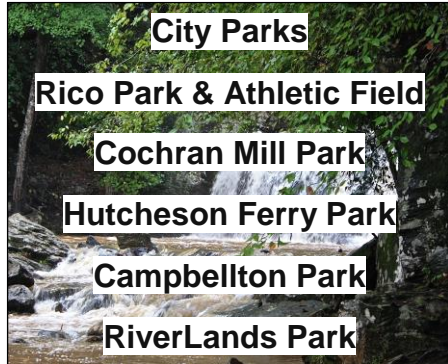 City Parks
Rico Park & Athletic Field
Cochran Mill Park
Hutcheson Ferry Park
Campbellton Park
RiverLands Park